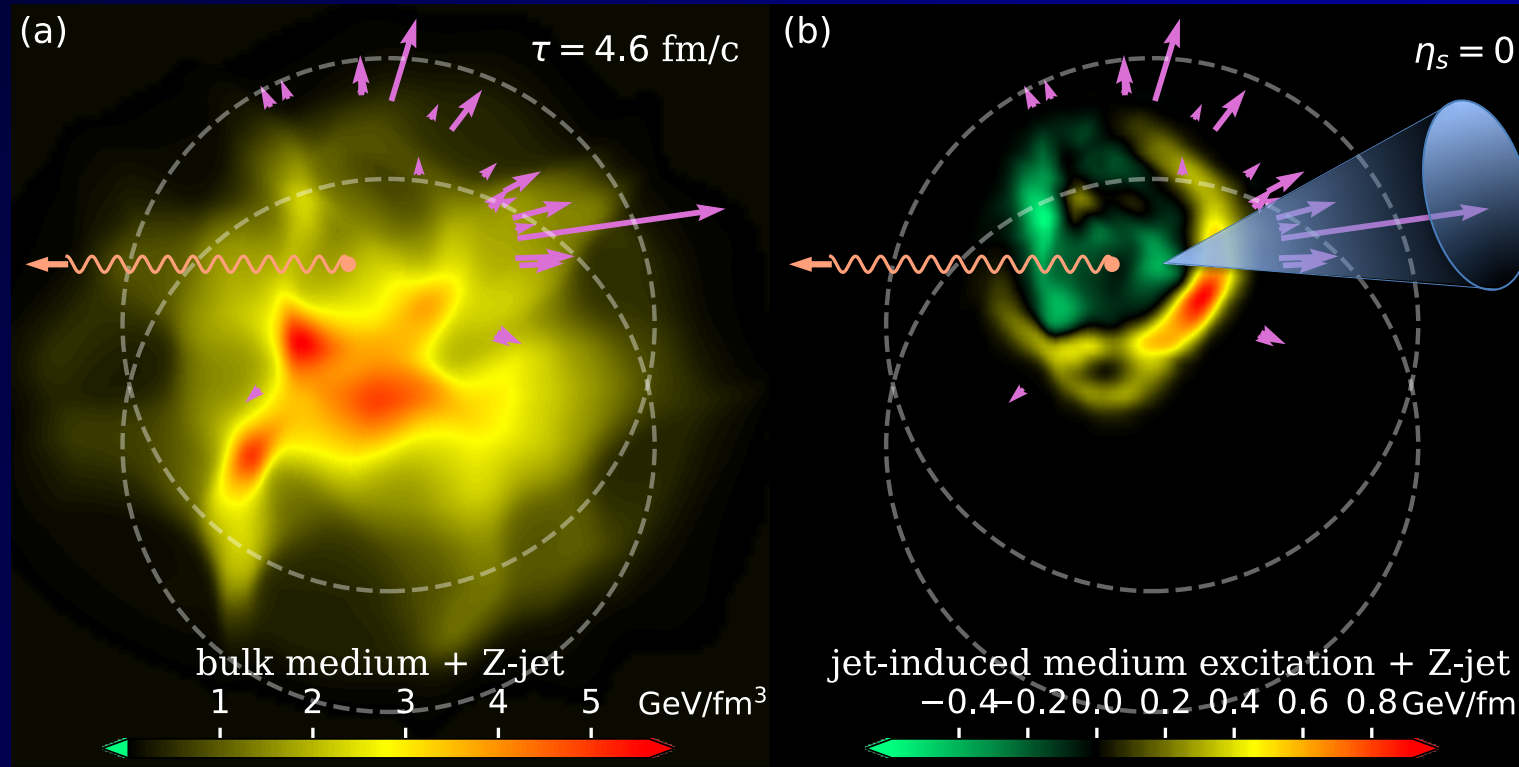 (a)
τ = 4.6 fm/c
bulk medium + Z-jet
1 2 3 4 5 GeV/fm³
(b)
ηₛ = 0
jet-induced medium excitation + Z-jet
−0.4 −0.2 0.0 0.2 0.4 0.6 0.8 GeV/fm